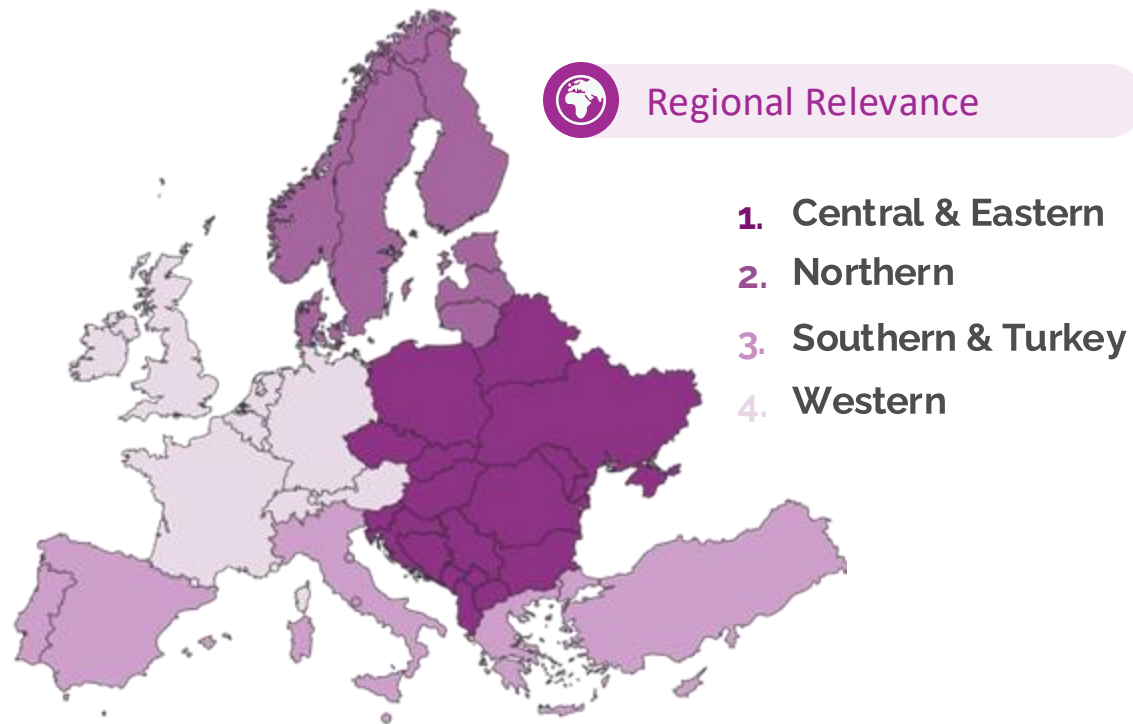 Regional Relevance
1. Central & Eastern
2. Northern
3. Southern & Turkey
4. Western